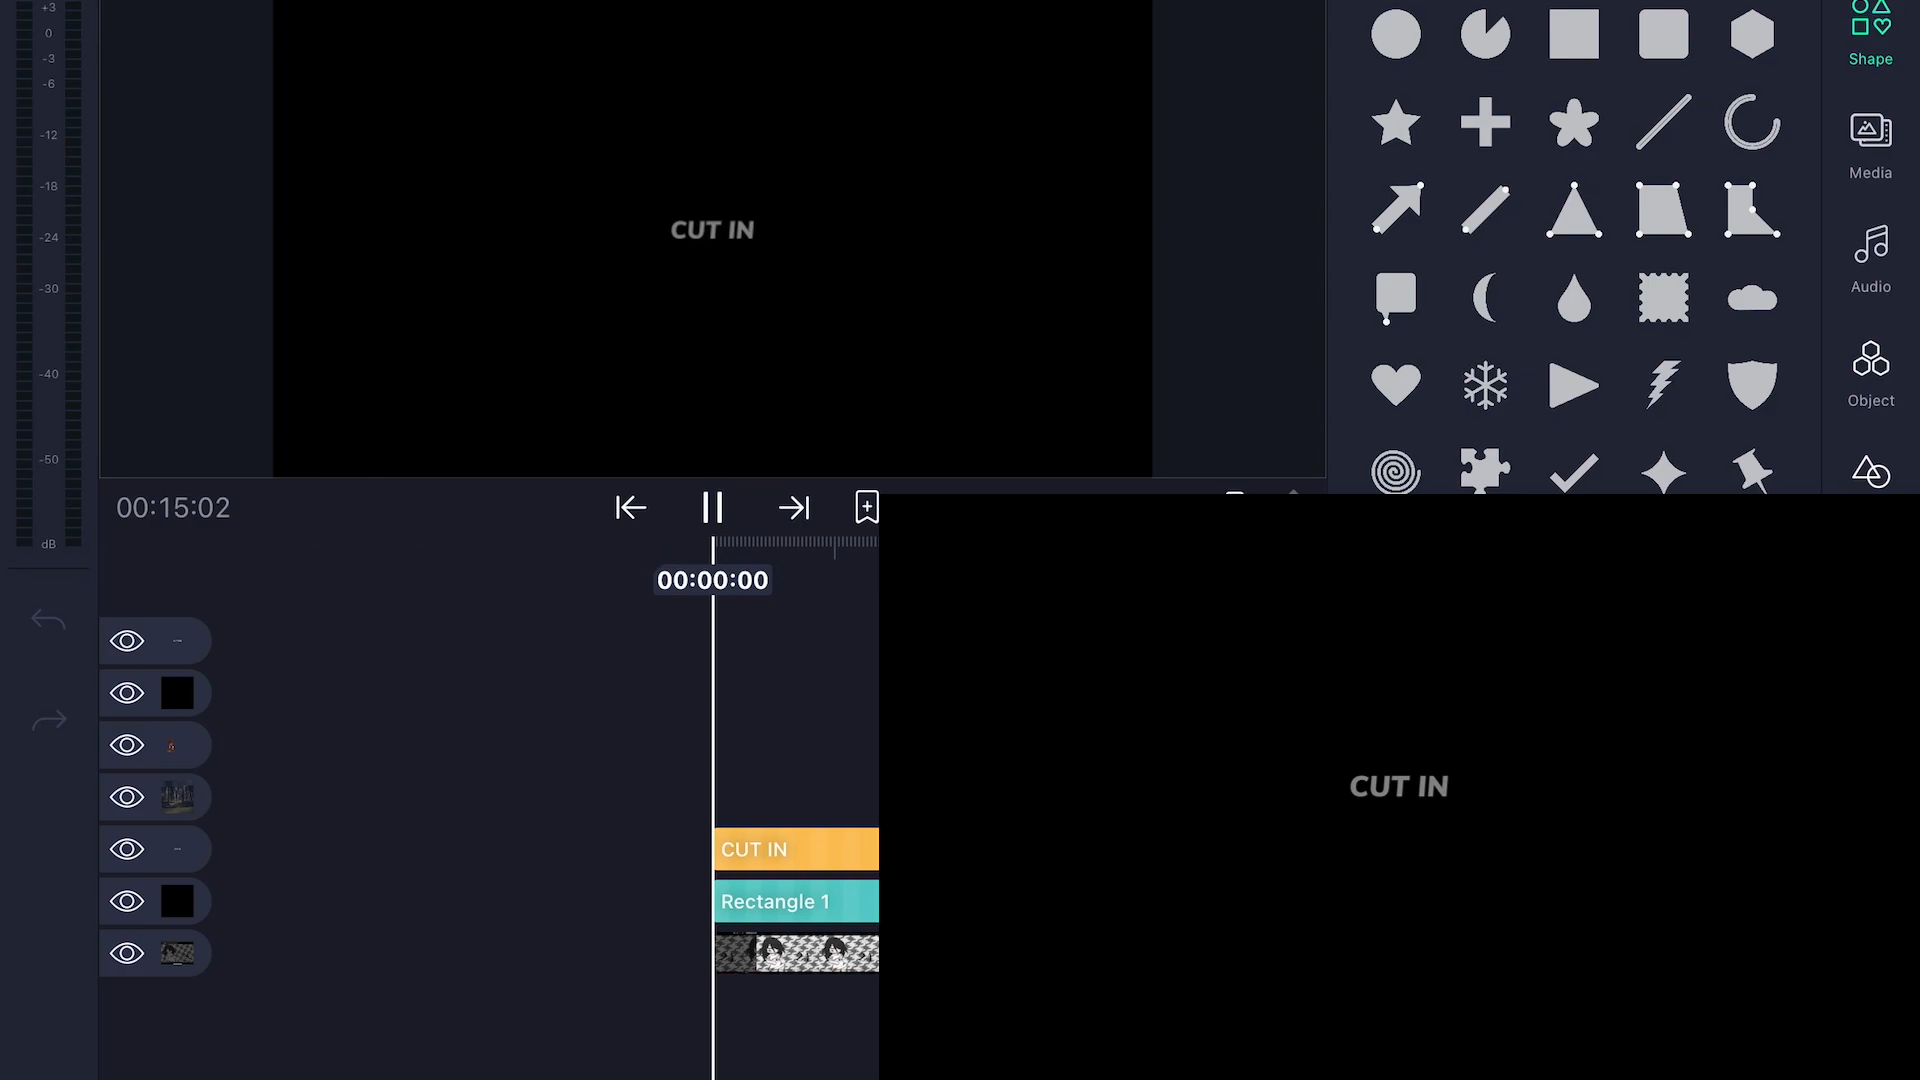 +3
0
-3
-6
-12
-18
-24
-30
-40
-50
dB
CUT IN
Shape
Media
Audio
Object
00:15:02
00:00:00
CUT IN
Rectangle 1
CUT IN